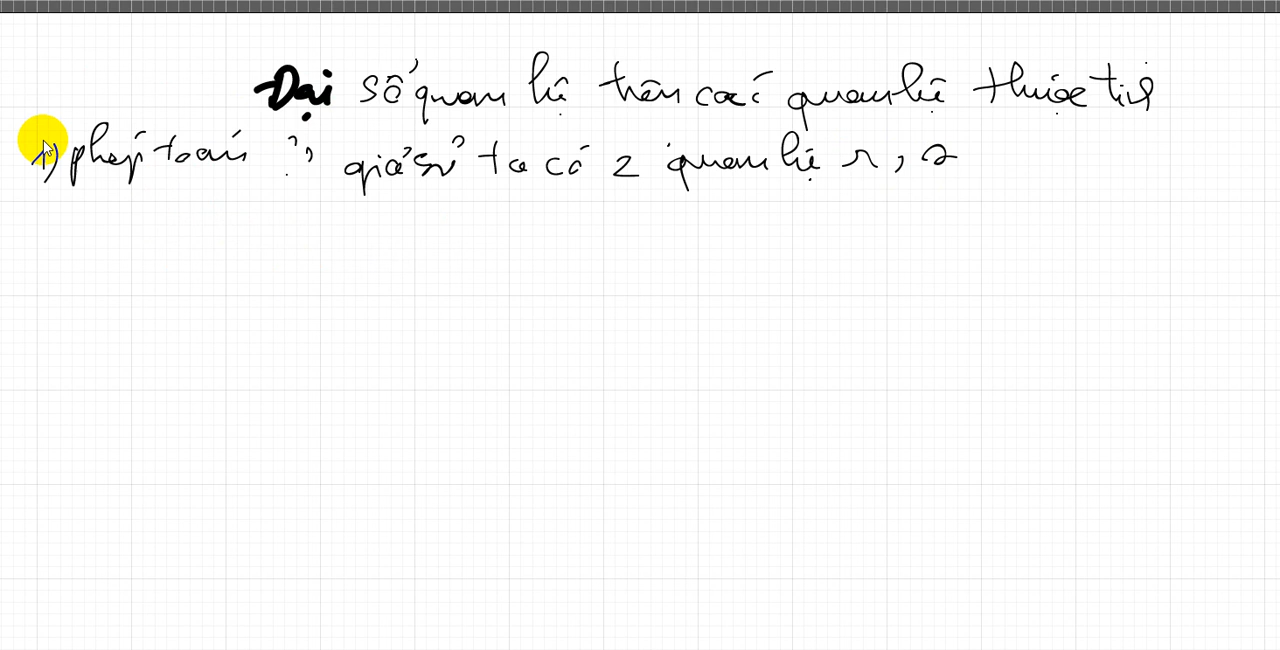 Đại số quan hệ trên các quan hệ thuộc tính
1) phép toán : giả sử ta có 2 quan hệ r, s